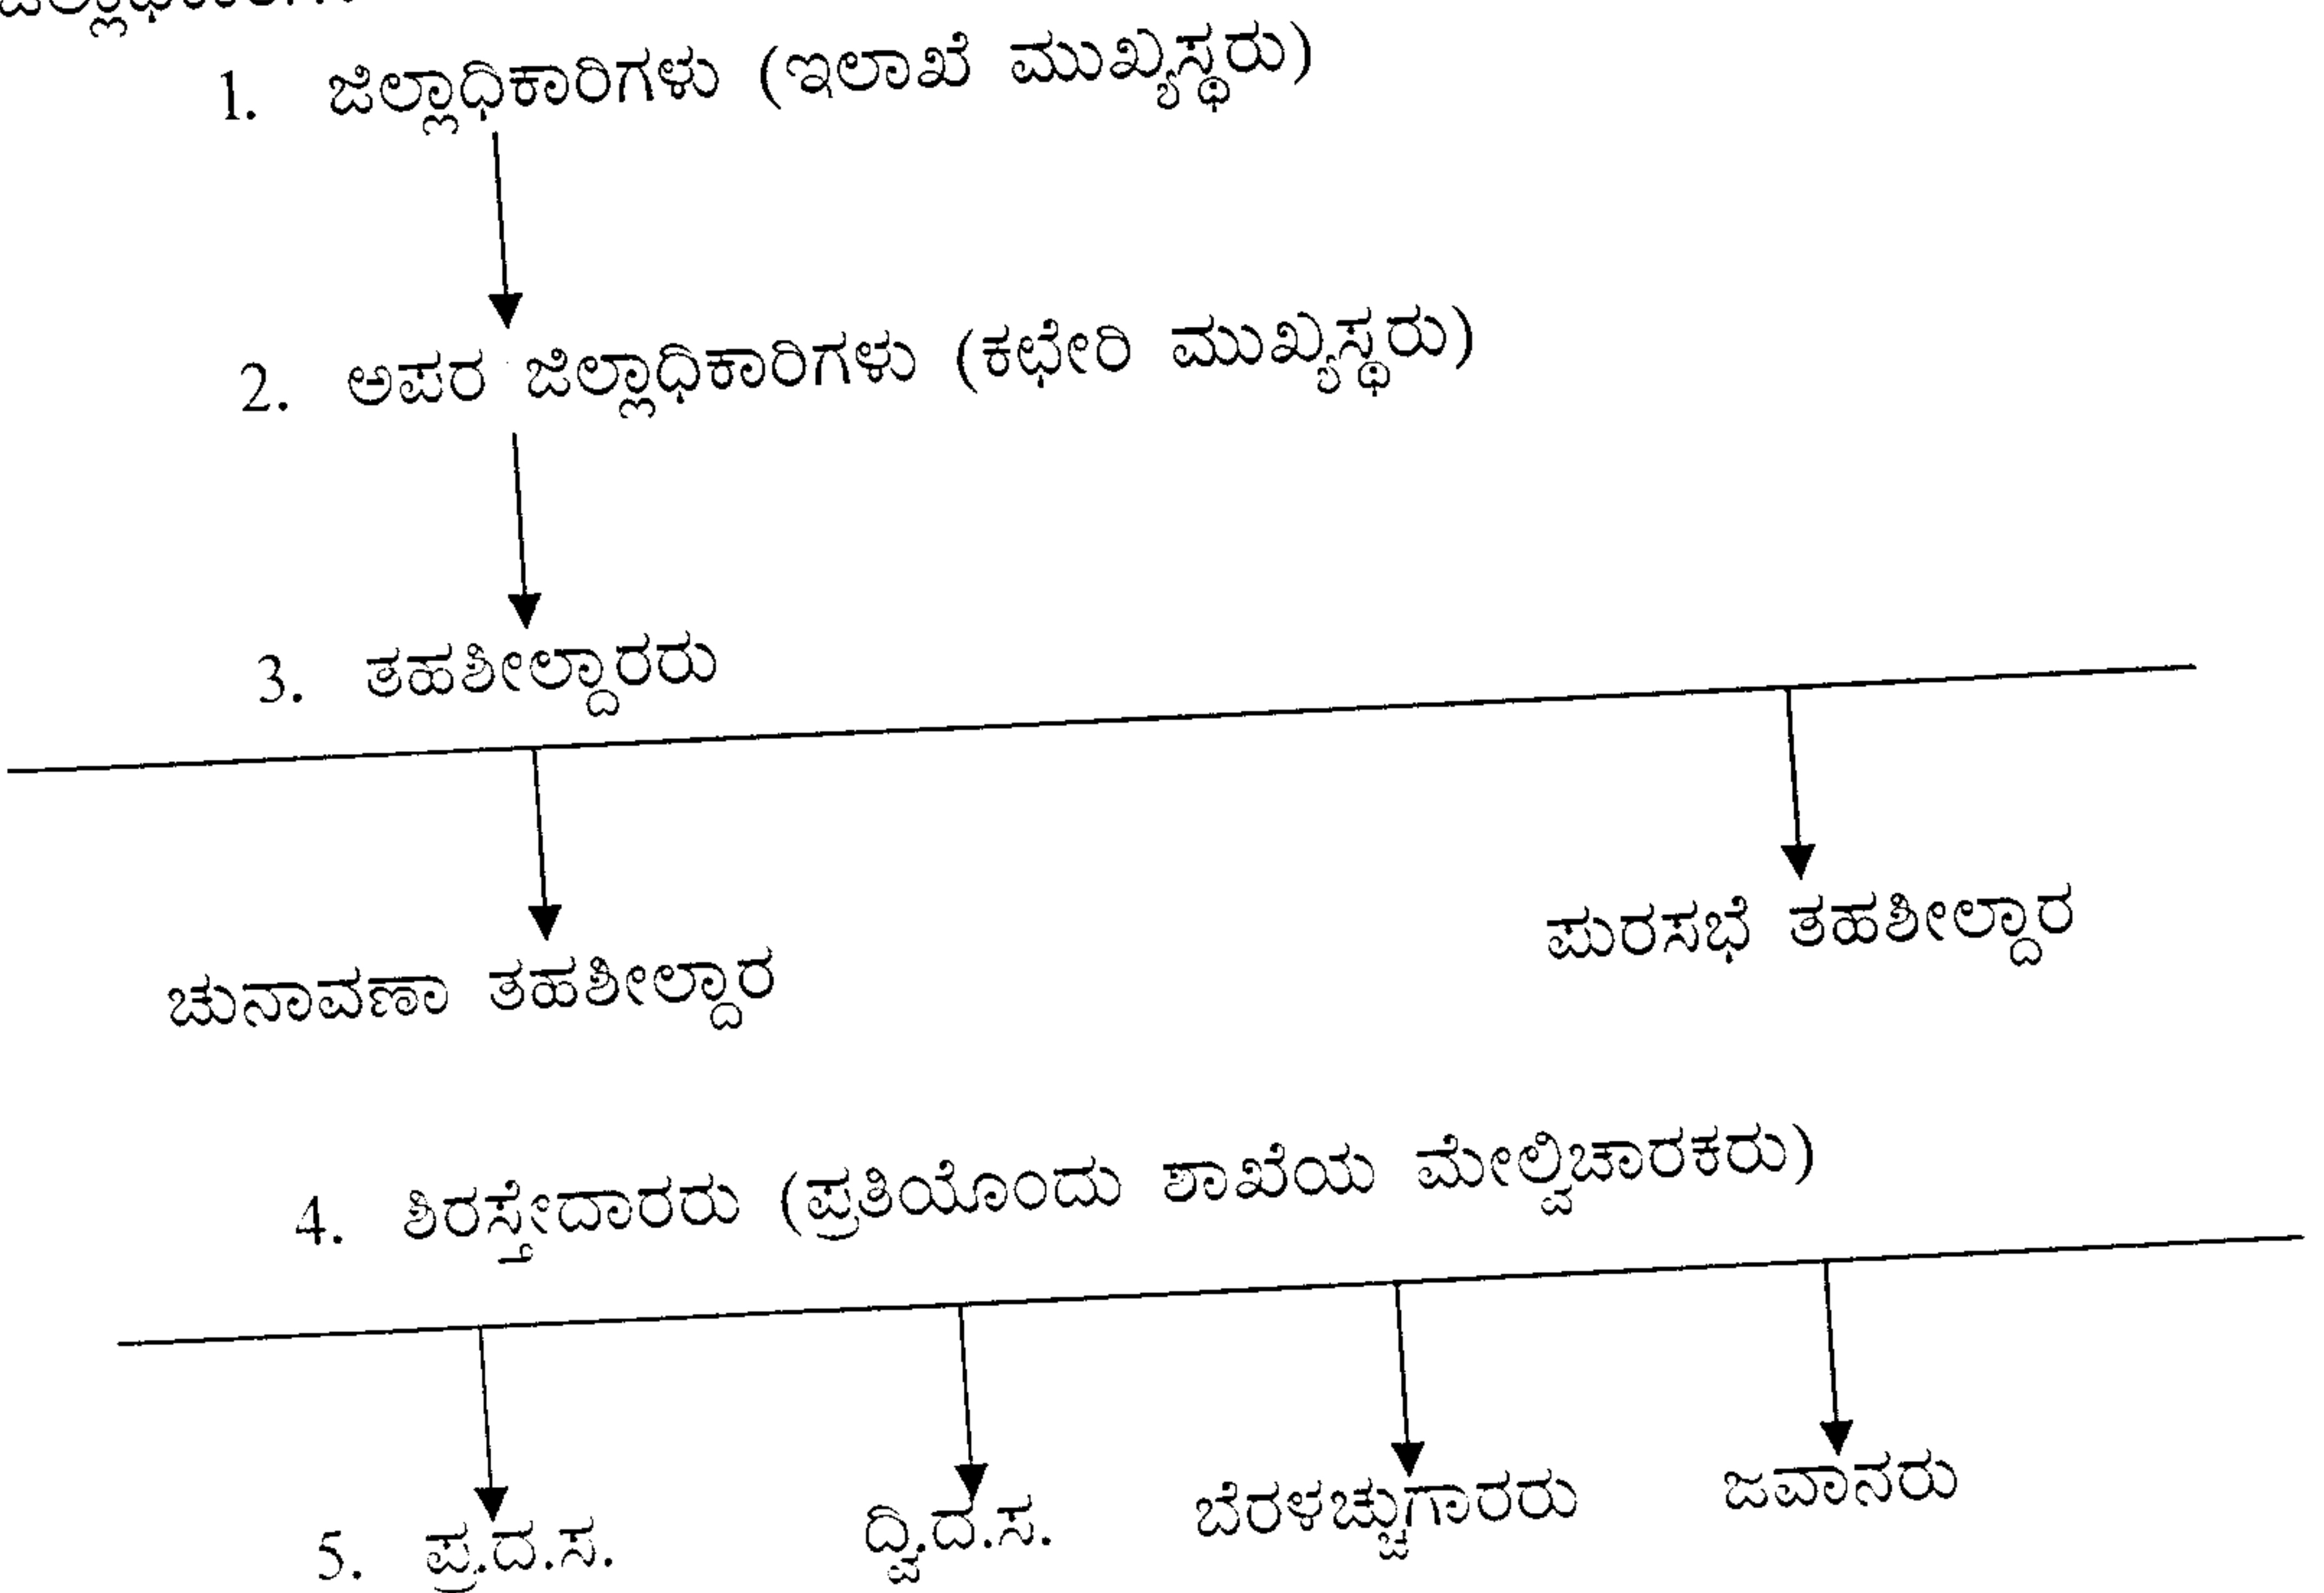 1. ಜಿಲ್ಲಾಧಿಕಾರಿಗಳು (ಇಲಾಖೆ ಮುಖ್ಯಸ್ಥರು)
2. ಅಪರ ಜಿಲ್ಲಾಧಿಕಾರಿಗಳು (ಕಛೇರಿ ಮುಖ್ಯಸ್ಥರು)
3. ತಹಶೀಲ್ದಾರರು
ಚುನಾವಣಾ ತಹಶೀಲ್ದಾರ ಪುರಸಭೆ ತಹಶೀಲ್ದಾರ
4. ಶಿರಸ್ತೇದಾರರು (ಪ್ರತಿಯೊಂದು ಶಾಖೆಯ ಮೇಲ್ವಿಚಾರಕರು)
5. ಪ್ರ.ದ.ಸ. ದ್ವಿ.ದ.ಸ. ಬೆರಳಚ್ಚುಗಾರರು ಜವಾನರು